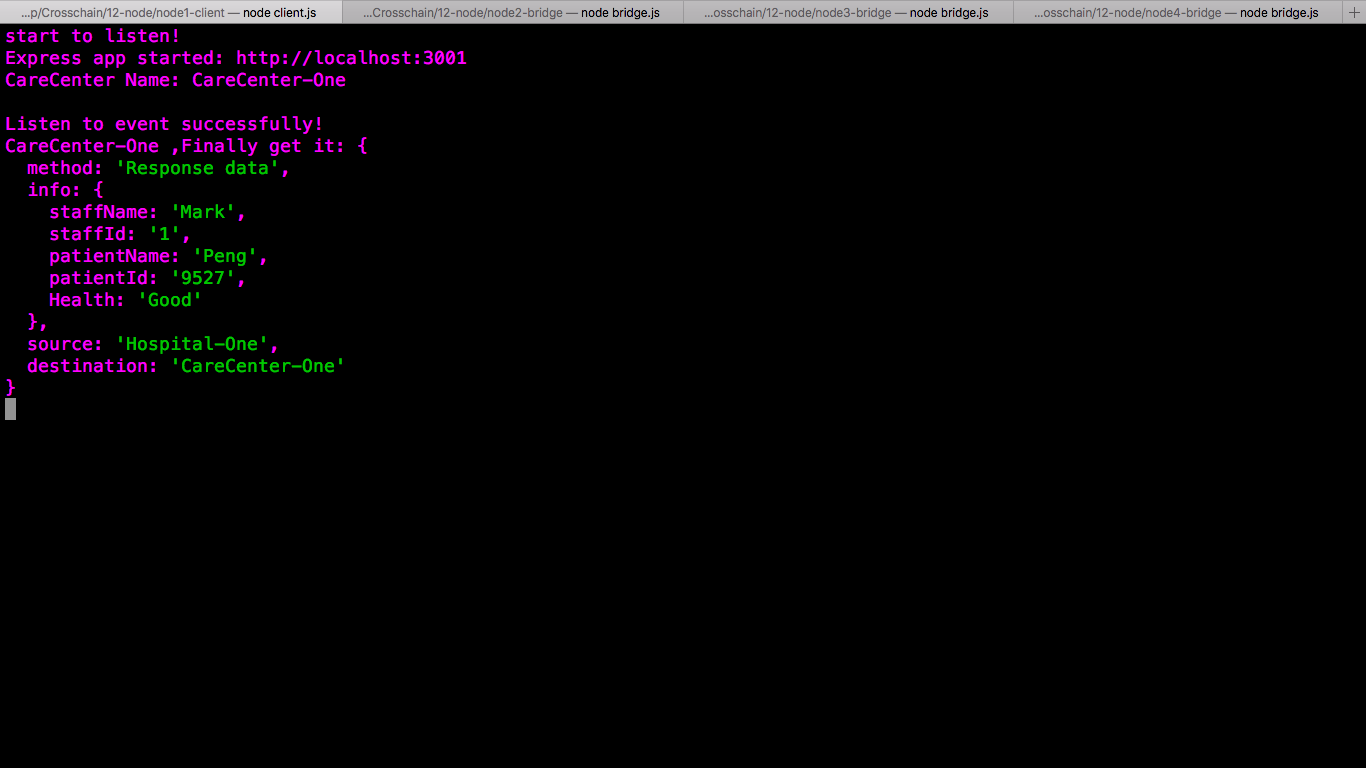 ...p/Crosschain/12-node/node1-client — node client.js
...Crosschain/12-node/node2-bridge — node bridge.js
...osschain/12-node/node3-bridge — node bridge.js
...osschain/12-node/node4-bridge — node bridge.js
+
start to listen!
Express app started: http://localhost:3001
CareCenter Name: CareCenter-One
Listen to event successfully!
CareCenter-One ,Finally get it: {
  method: 'Response data',
  info: {
    staffName: 'Mark',
    staffId: '1',
    patientName: 'Peng',
    patientId: '9527',
    Health: 'Good'
  },
  source: 'Hospital-One',
  destination: 'CareCenter-One'
}